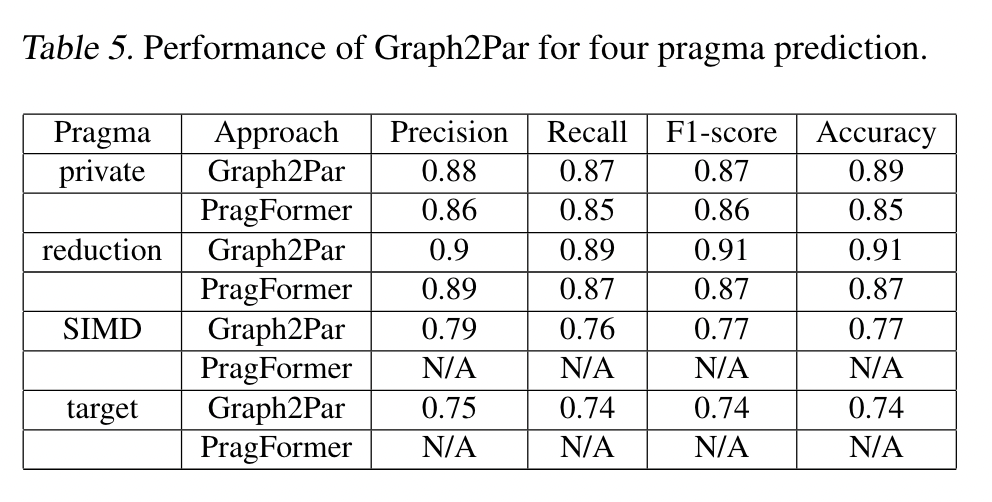 Table 5. Performance of Graph2Par for four pragma prediction.
Pragma Approach Precision Recall F1-score Accuracy
private Graph2Par 0.88 0.87 0.87 0.89
PragFormer 0.86 0.85 0.86 0.85
reduction Graph2Par 0.9 0.89 0.91 0.91
PragFormer 0.89 0.87 0.87 0.87
SIMD Graph2Par 0.79 0.76 0.77 0.77
PragFormer N/A N/A N/A N/A
target Graph2Par 0.75 0.74 0.74 0.74
PragFormer N/A N/A N/A N/A